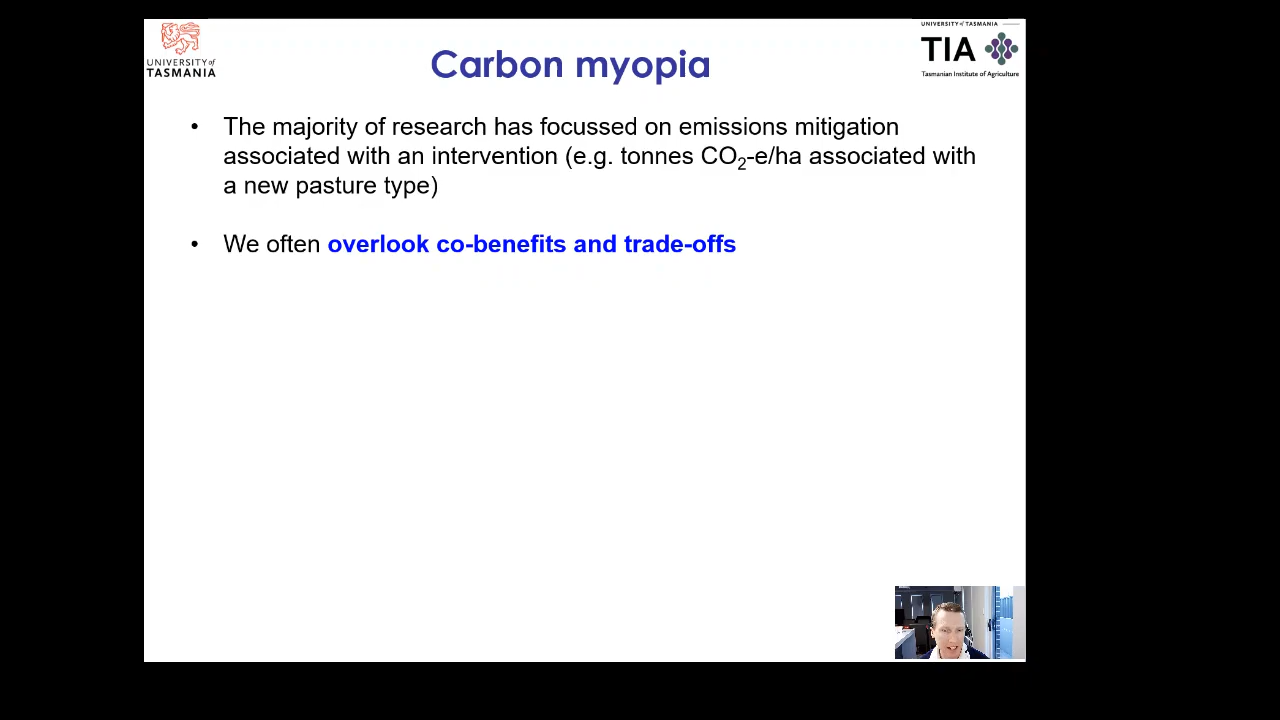 UNIVERSITY of
TASMANIA
Carbon myopia
UNIVERSITY of TASMANIA
TIA
Tasmanian Institute of Agriculture
• The majority of research has focussed on emissions mitigation
associated with an intervention (e.g. tonnes CO₂-e/ha associated with
a new pasture type)
• We often overlook co-benefits and trade-offs